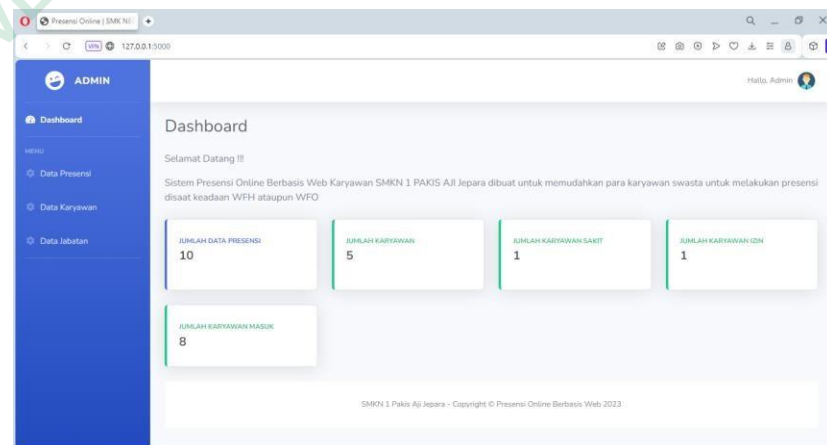 Presensi Online | SMK N
VPN 127.0.0.1:5000
ADMIN
Hallo, Admin
Dashboard
MENU
Data Presensi
Data Karyawan
Data Jabatan
Dashboard
Selamat Datang !!!
Sistem Presensi Online Berbasis Web Karyawan SMKN 1 PAKIS AJI Jepara dibuat untuk memudahkan para karyawan swasta untuk melakukan presensi
disaat keadaan WFH ataupun WFO
JUMLAH DATA PRESENSI
10
JUMLAH KARYAWAN
5
JUMLAH KARYAWAN SAKIT
1
JUMLAH KARYAWAN IZIN
1
JUMLAH KARYAWAN MASUK
8
SMKN 1 Pakis Aji Jepara - Copyright © Presensi Online Berbasis Web 2023